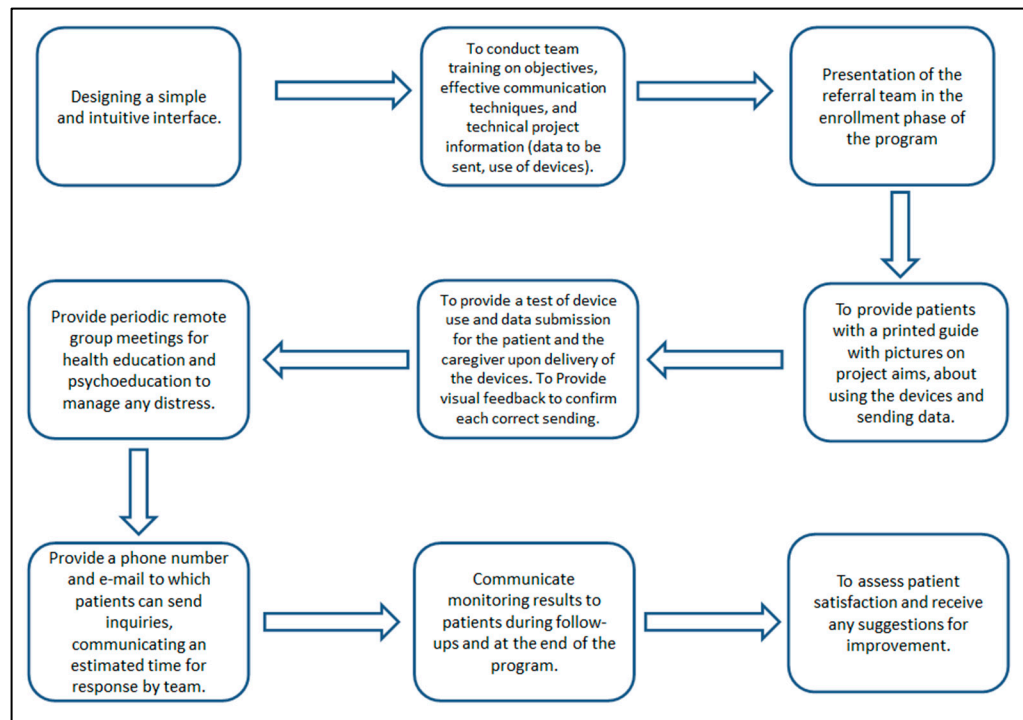 Designing a simple
and intuitive interface.
To conduct team
training on objectives,
effective communication
techniques, and
technical project
information (data to be
sent, use of devices).
Presentation of the
referral team in the
enrollment phase of
the program
To provide patients
with a printed guide
with pictures on
project aims, about
using the devices and
sending data.
To provide a test of device
use and data submission
for the patient and the
caregiver upon delivery of
the devices. To Provide
visual feedback to confirm
each correct sending.
Provide periodic remote
group meetings for
health education and
psychoeducation to
manage any distress.
Provide a phone number
and e-mail to which
patients can send
inquiries,
communicating an
estimated time for
response by team.
Communicate
monitoring results to
patients during follow-
ups and at the end of the
program.
To assess patient
satisfaction and receive
any suggestions for
improvement.